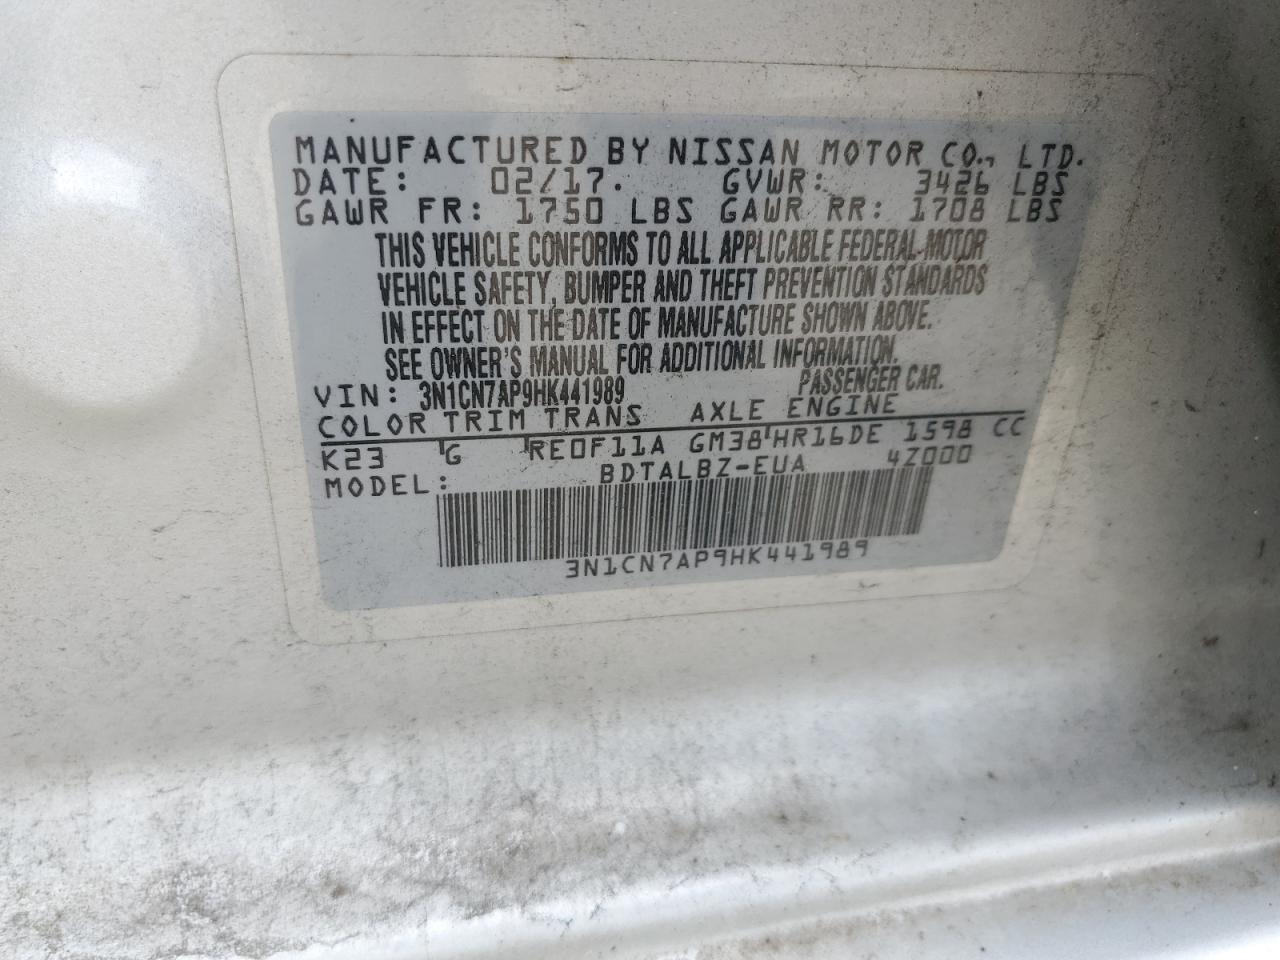 MANUFACTURED BY NISSAN MOTOR CO., LTD.
DATE: 02/17. GVWR: 3426 LBS
GAWR FR: 1750 LBS GAWR RR: 1708 LBS
THIS VEHICLE CONFORMS TO ALL APPLICABLE FEDERAL MOTOR
VEHICLE SAFETY, BUMPER AND THEFT PREVENTION STANDARDS
IN EFFECT ON THE DATE OF MANUFACTURE SHOWN ABOVE.
SEE OWNER'S MANUAL FOR ADDITIONAL INFORMATION.
VIN: 3N1CN7AP9HK441989 PASSENGER CAR.
COLOR TRIM TRANS AXLE ENGINE
K23 G RE0F11A GM38 HR16DE 1598 CC
MODEL: BDTALBZ-EUA 4Z000
3N1CN7AP9HK441989